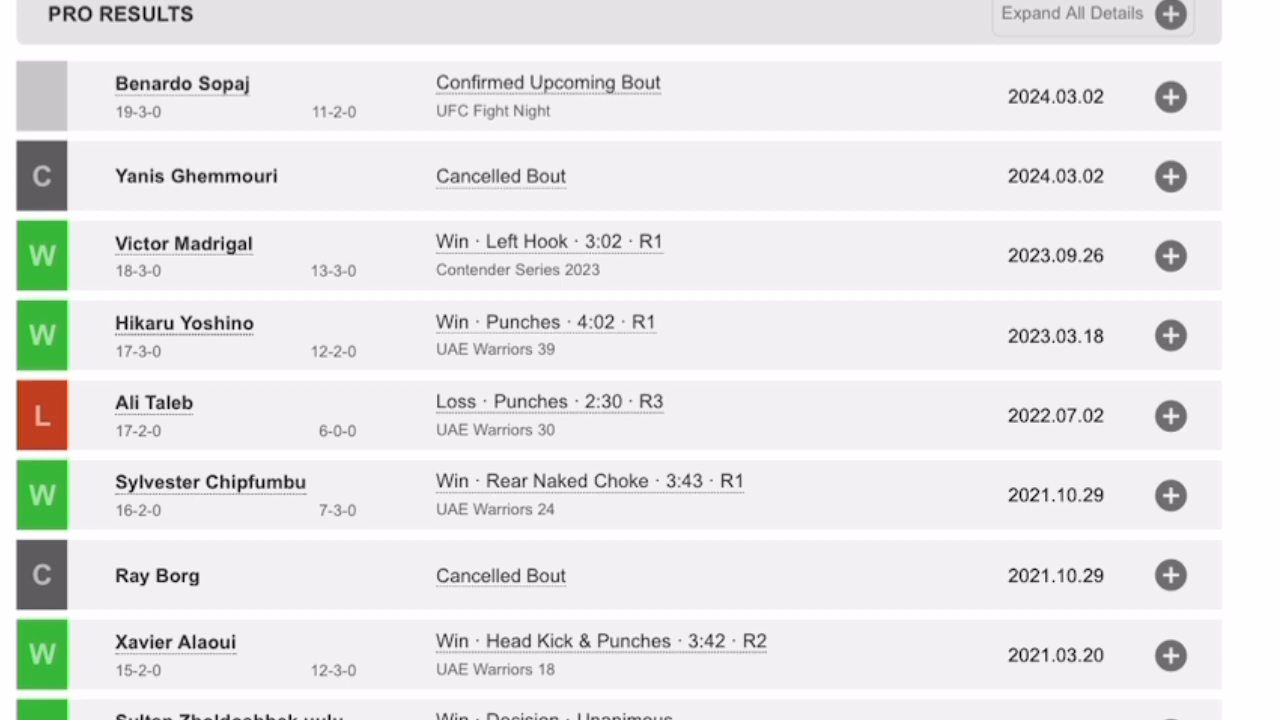 PRO RESULTS
Expand All Details
Benardo Sopaj
Confirmed Upcoming Bout
19-3-0
11-2-0
UFC Fight Night
2024.03.02
C
Yanis Ghemmouri
Cancelled Bout
2024.03.02
W
Victor Madrigal
Win · Left Hook · 3:02 · R1
18-3-0
13-3-0
Contender Series 2023
2023.09.26
W
Hikaru Yoshino
Win · Punches · 4:02 · R1
17-3-0
12-2-0
UAE Warriors 39
2023.03.18
L
Ali Taleb
Loss · Punches · 2:30 · R3
17-2-0
6-0-0
UAE Warriors 30
2022.07.02
W
Sylvester Chipfumbu
Win · Rear Naked Choke · 3:43 · R1
16-2-0
7-3-0
UAE Warriors 24
2021.10.29
C
Ray Borg
Cancelled Bout
2021.10.29
W
Xavier Alaoui
Win · Head Kick & Punches · 3:42 · R2
15-2-0
12-3-0
UAE Warriors 18
2021.03.20
Win · Decision · Unanimous